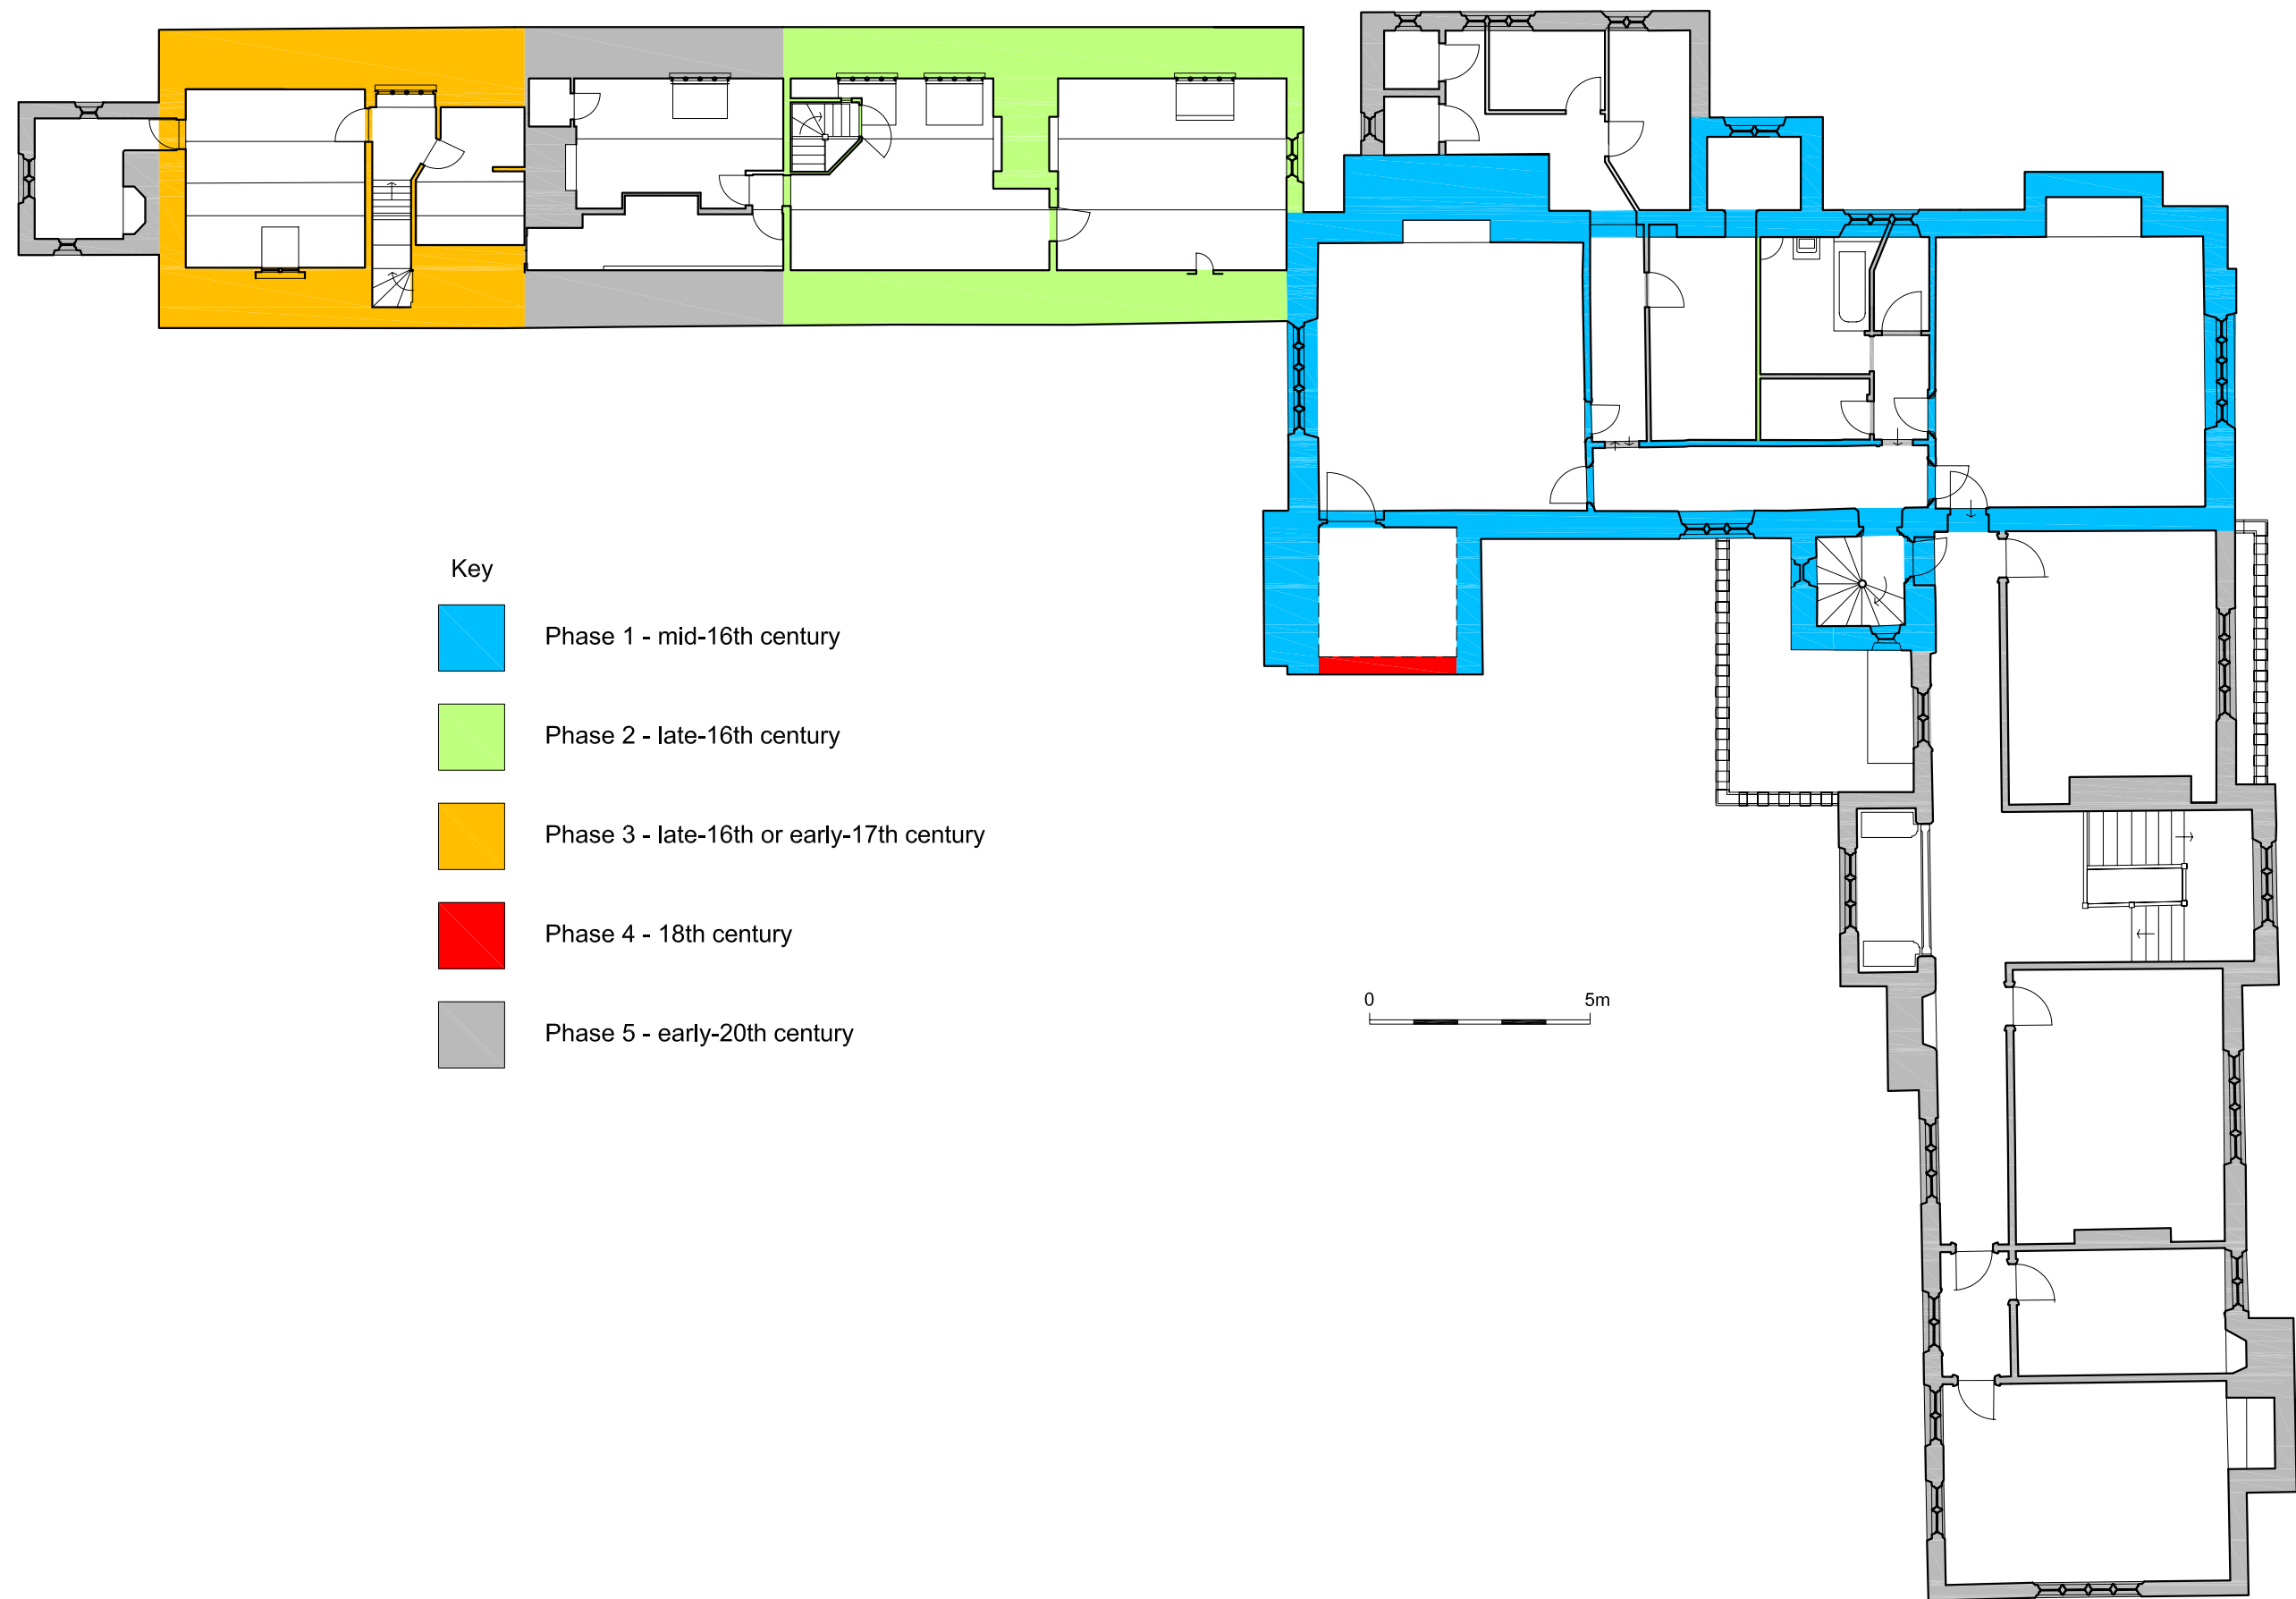 Key
Phase 1 - mid-16th century
Phase 2 - late-16th century
Phase 3 - late-16th or early-17th century
Phase 4 - 18th century
0 5m
Phase 5 - early-20th century